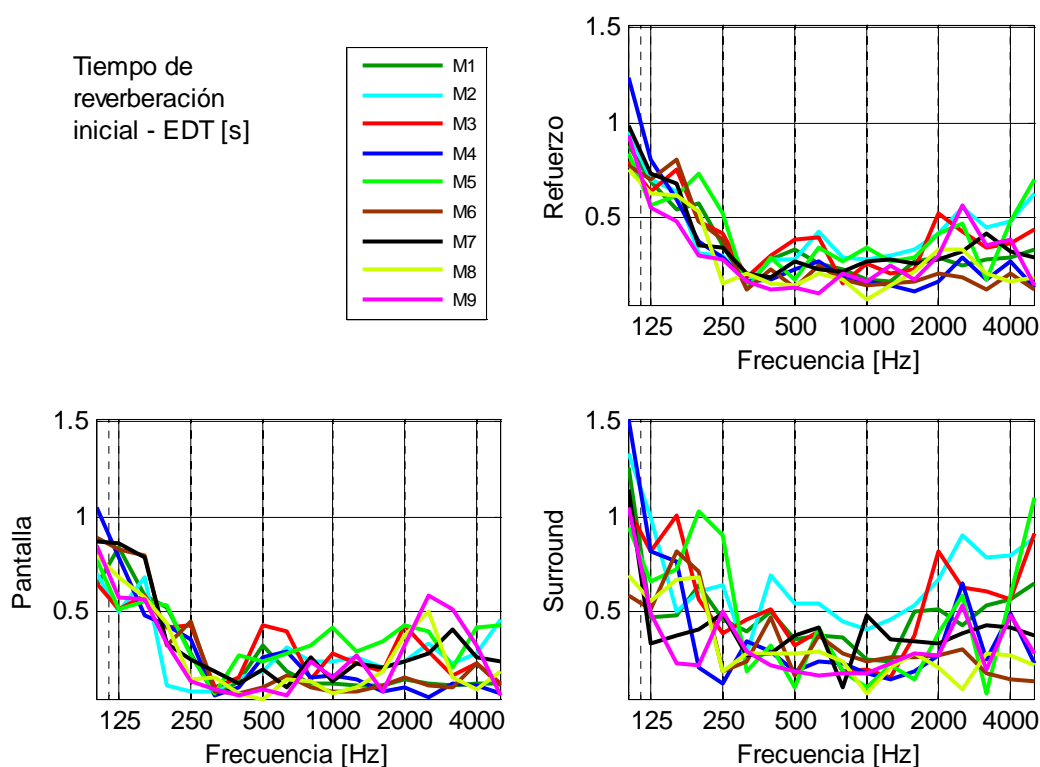 Tiempo de
reverberación
inicial - EDT [s]
M1
M2
M3
M4
M5
M6
M7
M8
M9
1.5
1
0.5
Refuerzo
125 250 500 1000 2000 4000
Frecuencia [Hz]
1.5
1
0.5
Pantalla
125 250 500 1000 2000 4000
Frecuencia [Hz]
1.5
1
0.5
Surround
125 250 500 1000 2000 4000
Frecuencia [Hz]